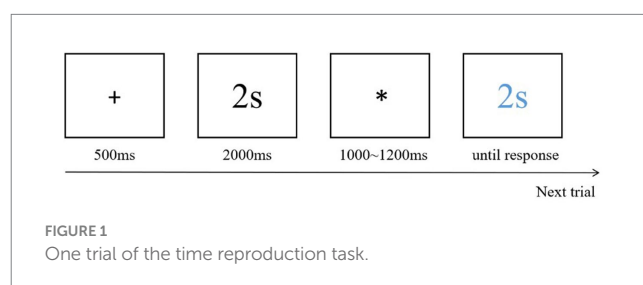 + 2s * 2s
500ms 2000ms 1000~1200ms until response
Next trial
FIGURE 1
One trial of the time reproduction task.